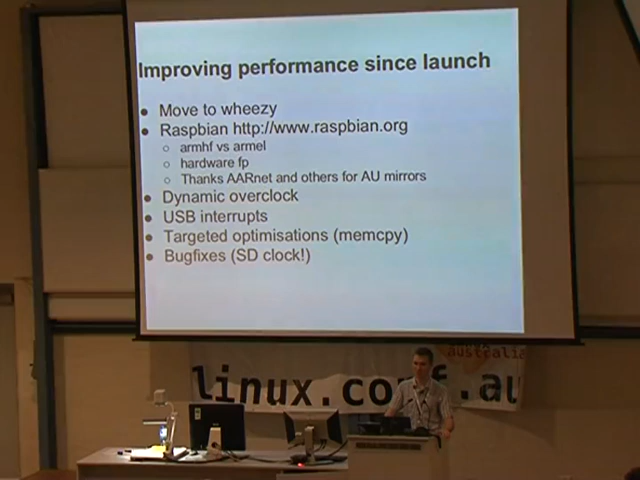 Improving performance since launch
● Move to wheezy
● Raspbian http://www.raspbian.org
○ armhf vs armel
○ hardware fp
○ Thanks AARnet and others for AU mirrors
● Dynamic overclock
● USB interrupts
● Targeted optimisations (memcpy)
● Bugfixes (SD clock!)
australia
linux.conf.au